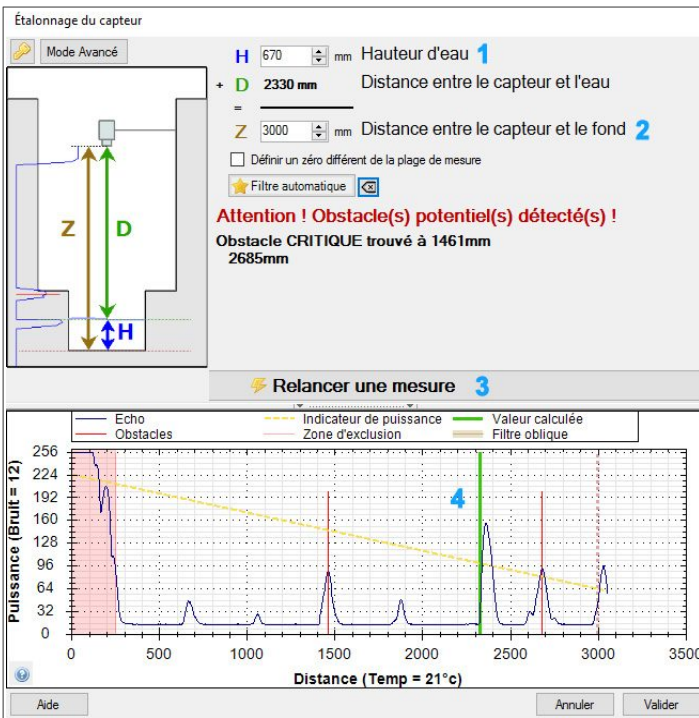 Étalonnage du capteur
Mode Avancé
H 670 mm Hauteur d'eau 1
+ D 2330 mm Distance entre le capteur et l'eau
=
Z 3000 mm Distance entre le capteur et le fond 2
Définir un zéro différent de la plage de mesure
Filtre automatique
Attention ! Obstacle(s) potentiel(s) détecté(s) !
Obstacle CRITIQUE trouvé à 1461mm
2685mm
Z D
H
Relancer une mesure 3
Echo Indicateur de puissance Valeur calculée
Obstacles Zone d'exclusion Filtre oblique
Puissance (Bruit = 12)
256
224
192
160
128
96
64
32
0
4
0 500 1000 1500 2000 2500 3000 3500
Distance (Temp = 21°c)
?
Aide Annuler Valider